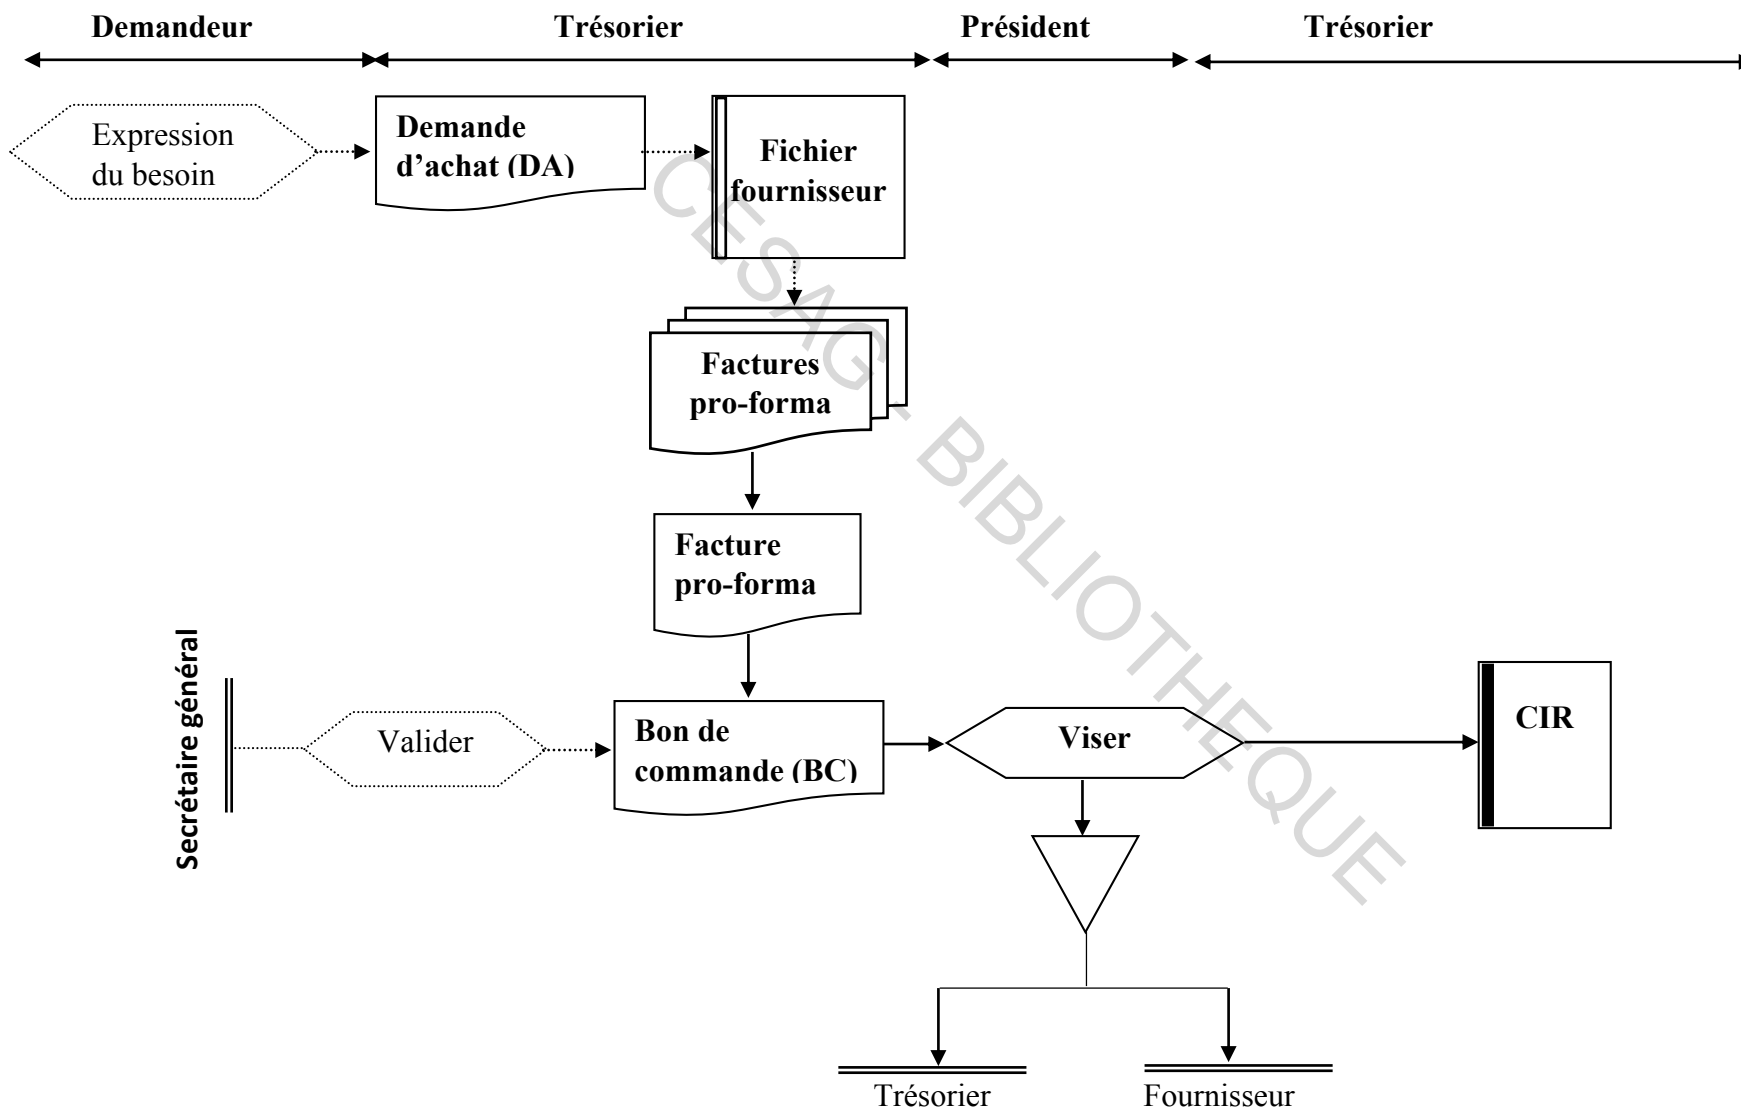 Demandeur
Trésorier
Président
Trésorier
Expression
du besoin
Demande
d’achat (DA)
Fichier
fournisseur
Factures
pro-forma
Facture
pro-forma
Secrétaire général
Valider
Bon de
commande (BC)
Viser
CIR
Trésorier
Fournisseur
CESAG - BIBLIOTHEQUE